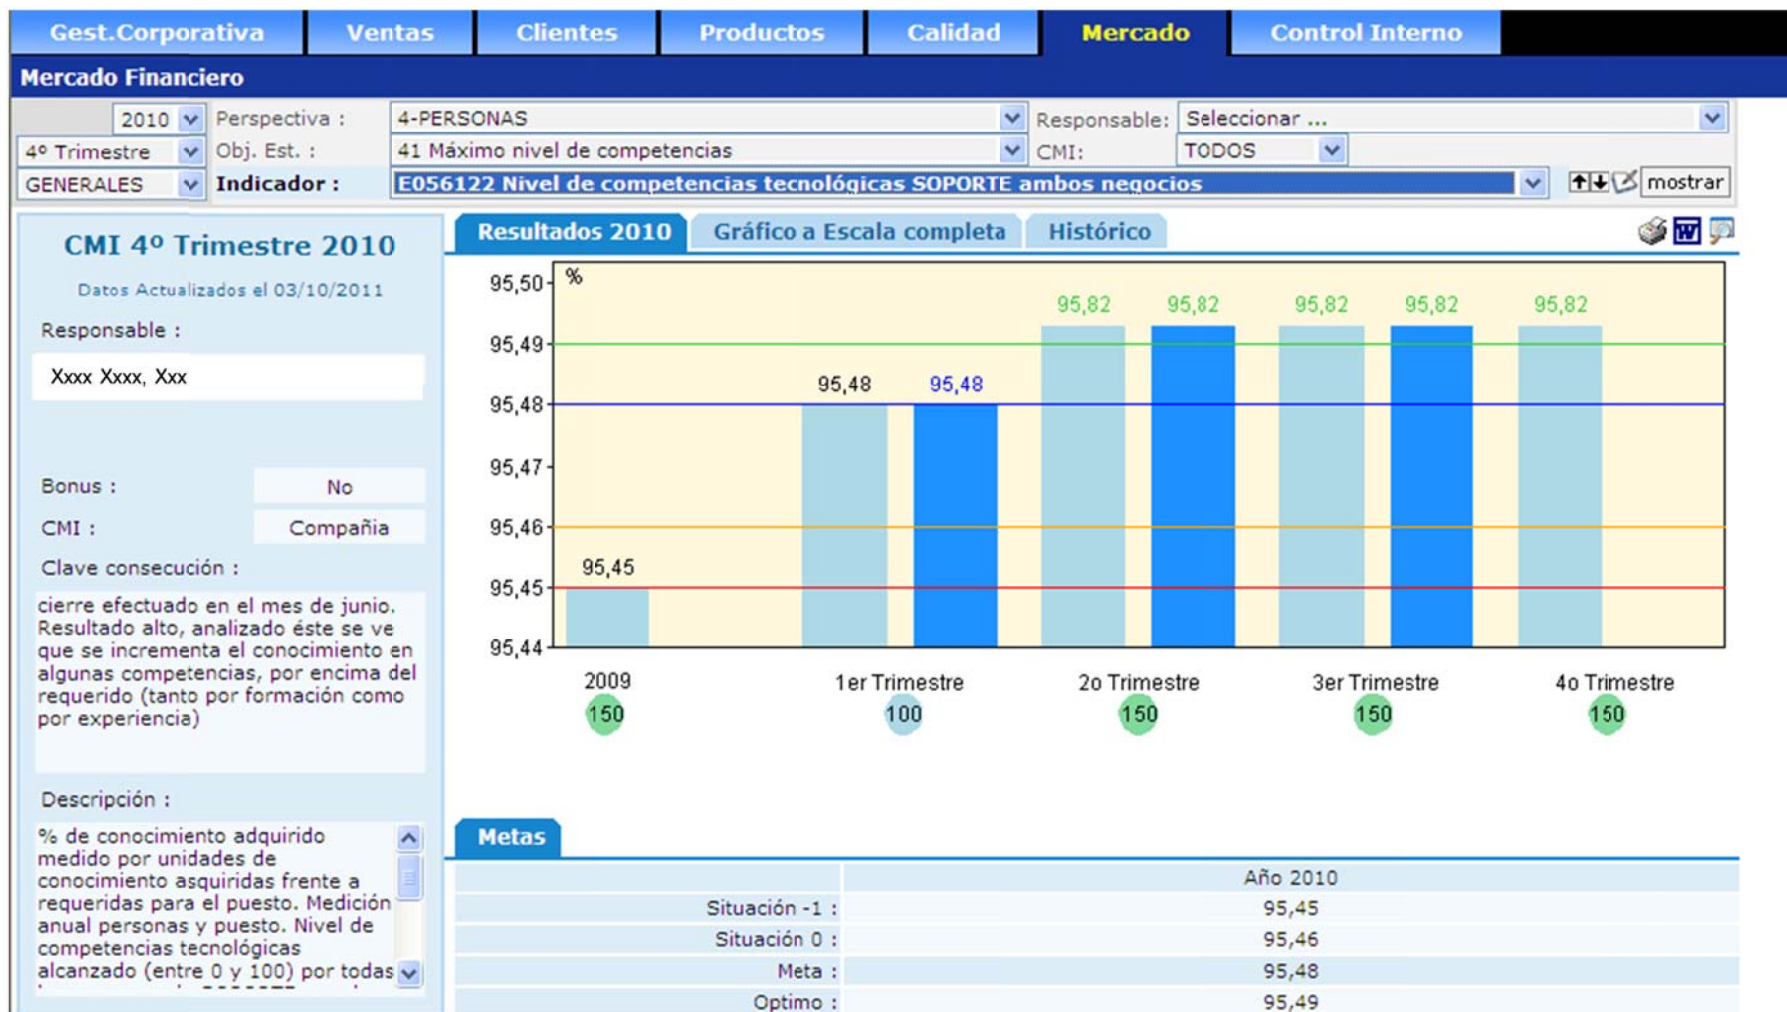 Gest.Corporativa Ventas Clientes Productos Calidad Mercado Control Interno
Mercado Financiero
2010 Perspectiva : 4-PERSONAS Responsable: Seleccionar ...
4º Trimestre Obj. Est. : 41 Máximo nivel de competencias CMI: TODOS
GENERALES Indicador : E056122 Nivel de competencias tecnológicas SOPORTE ambos negocios mostrar
CMI 4º Trimestre 2010
Datos Actualizados el 03/10/2011
Responsable :
Xxxx Xxxx, Xxx
Bonus : No
CMI : Compañia
Clave consecución :
cierre efectuado en el mes de junio.
Resultado alto, analizado éste se ve
que se incrementa el conocimiento en
algunas competencias, por encima del
requerido (tanto por formación como
por experiencia)
Descripción :
% de conocimiento adquirido
medido por unidades de
conocimiento asquiridas frente a
requeridas para el puesto. Medición
anual personas y puesto. Nivel de
competencias tecnológicas
alcanzado (entre 0 y 100) por todas
Resultados 2010 Gráfico a Escala completa Histórico
W
%
95,50
95,49
95,48
95,47
95,46
95,45
95,44
95,45
95,48 95,48
95,82 95,82 95,82 95,82 95,82
2009 1er Trimestre 2o Trimestre 3er Trimestre 4o Trimestre
150 100 150 150 150
Metas
Año 2010
Situación -1 : 95,45
Situación 0 : 95,46
Meta : 95,48
Optimo : 95,49